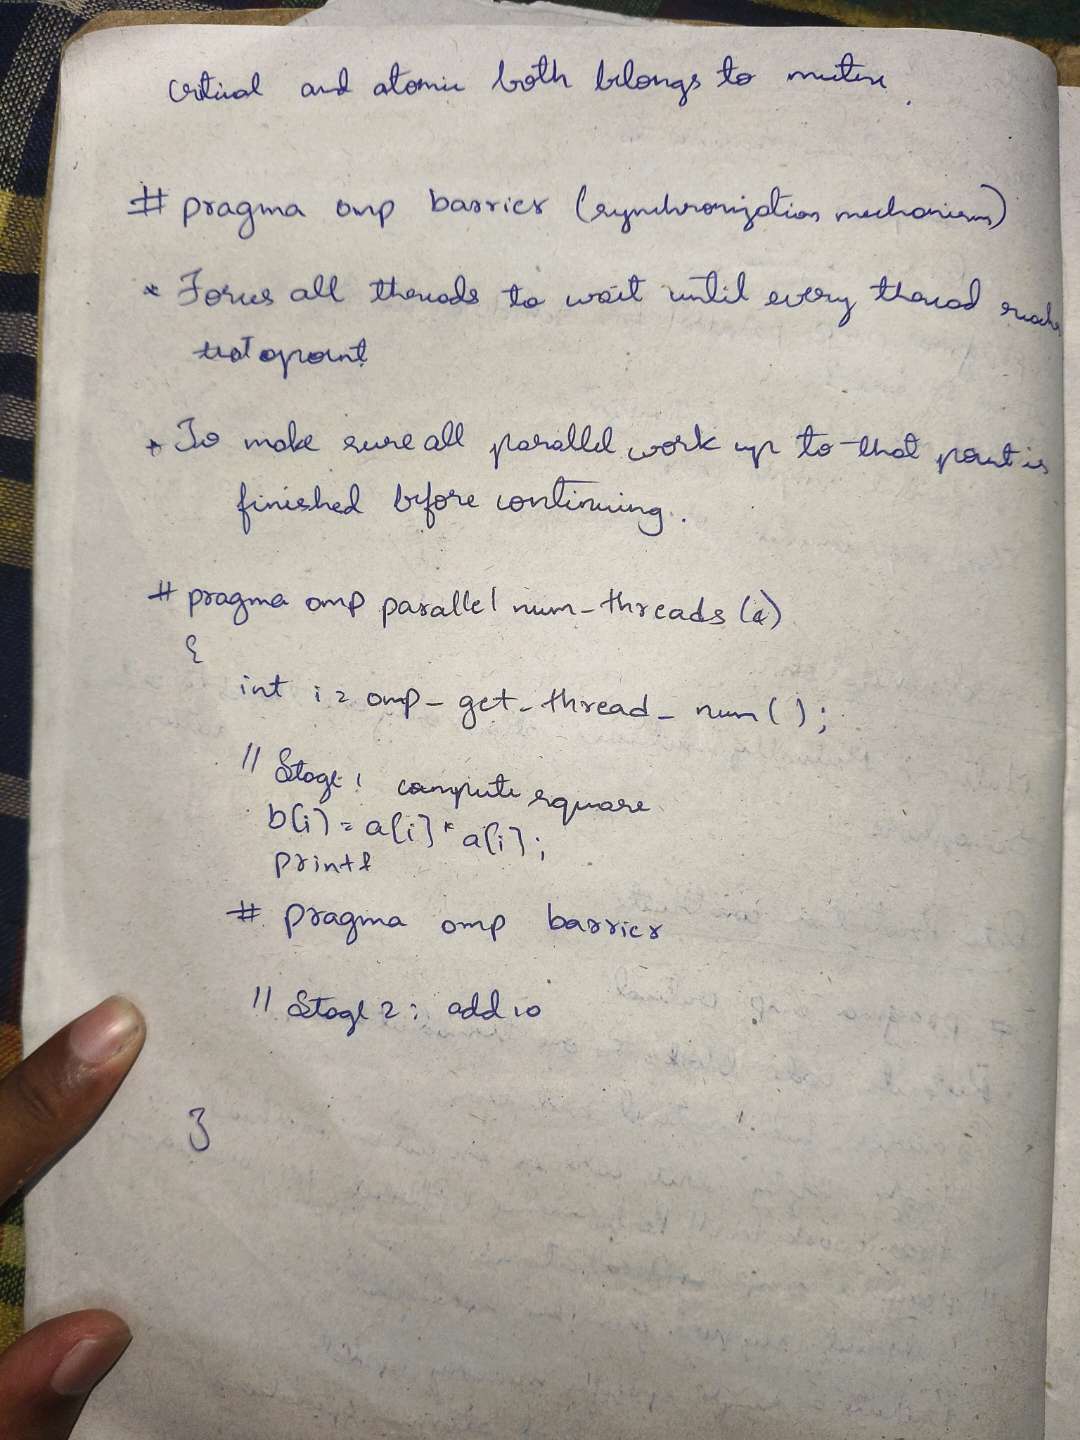 critical and atomic both belongs to mutex.
# pragma omp barrier (synchronization mechanism)
* Forces all threads to wait until every thread reach
that point
* To make sure all parallel work up to that point is
finished before continuing.
# pragma omp parallel num-threads ( )
{
int i = omp_get_thread_num();
// Stage 1 compute square
b[i] = a[i] * a[i];
printf
# pragma omp barrier
// Stage 2: add 10
}